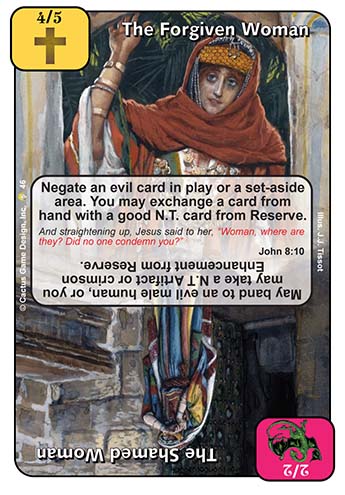 4/5
The Forgiven Woman
Negate an evil card in play or a set-aside
area. You may exchange a card from
hand with a good N.T. card from Reserve.
And straightening up, Jesus said to her, “Woman, where are
they? Did no one condemn you?”
John 8:10
© Cactus Game Design, Inc. 46
Illus. J.J. Tissot
May band to an evil male human, or you
may take a N.T. Artifact or crimson
Enhancement from Reserve.
The Shamed Woman
2/2